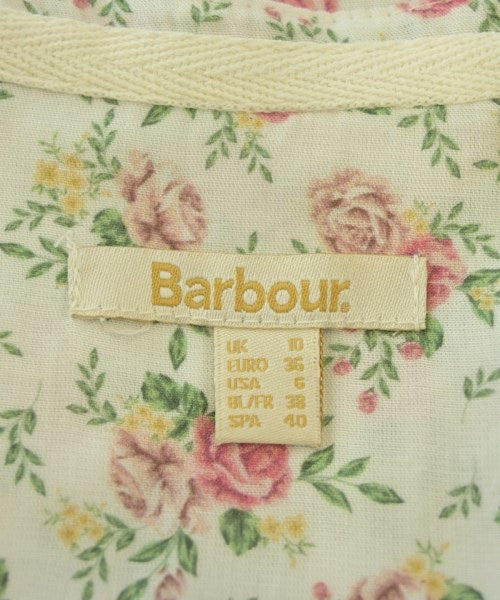 Barbour.
UK 10
EURO 36
USA 6
BL/FR 38
SPA 40